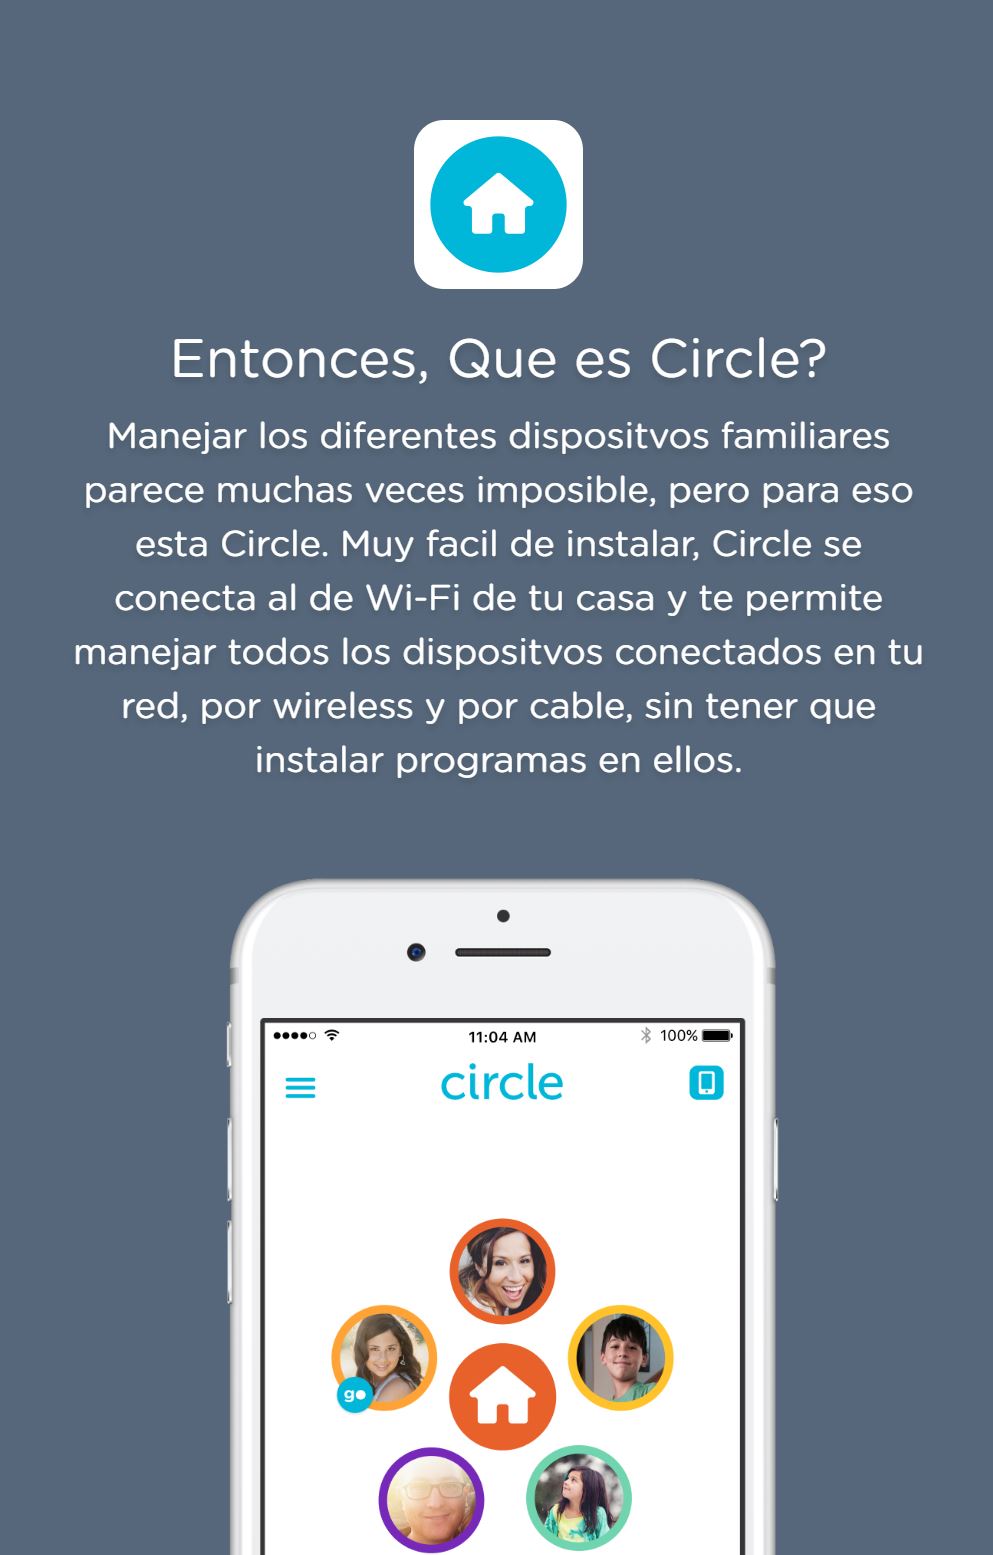 Entonces, Que es Circle?
Manejar los diferentes dispositvos familiares
parece muchas veces imposible, pero para eso
esta Circle. Muy facil de instalar, Circle se
conecta al de Wi-Fi de tu casa y te permite
manejar todos los dispositvos conectados en tu
red, por wireless y por cable, sin tener que
instalar programas en ellos.
11:04 AM
100%
circle
go